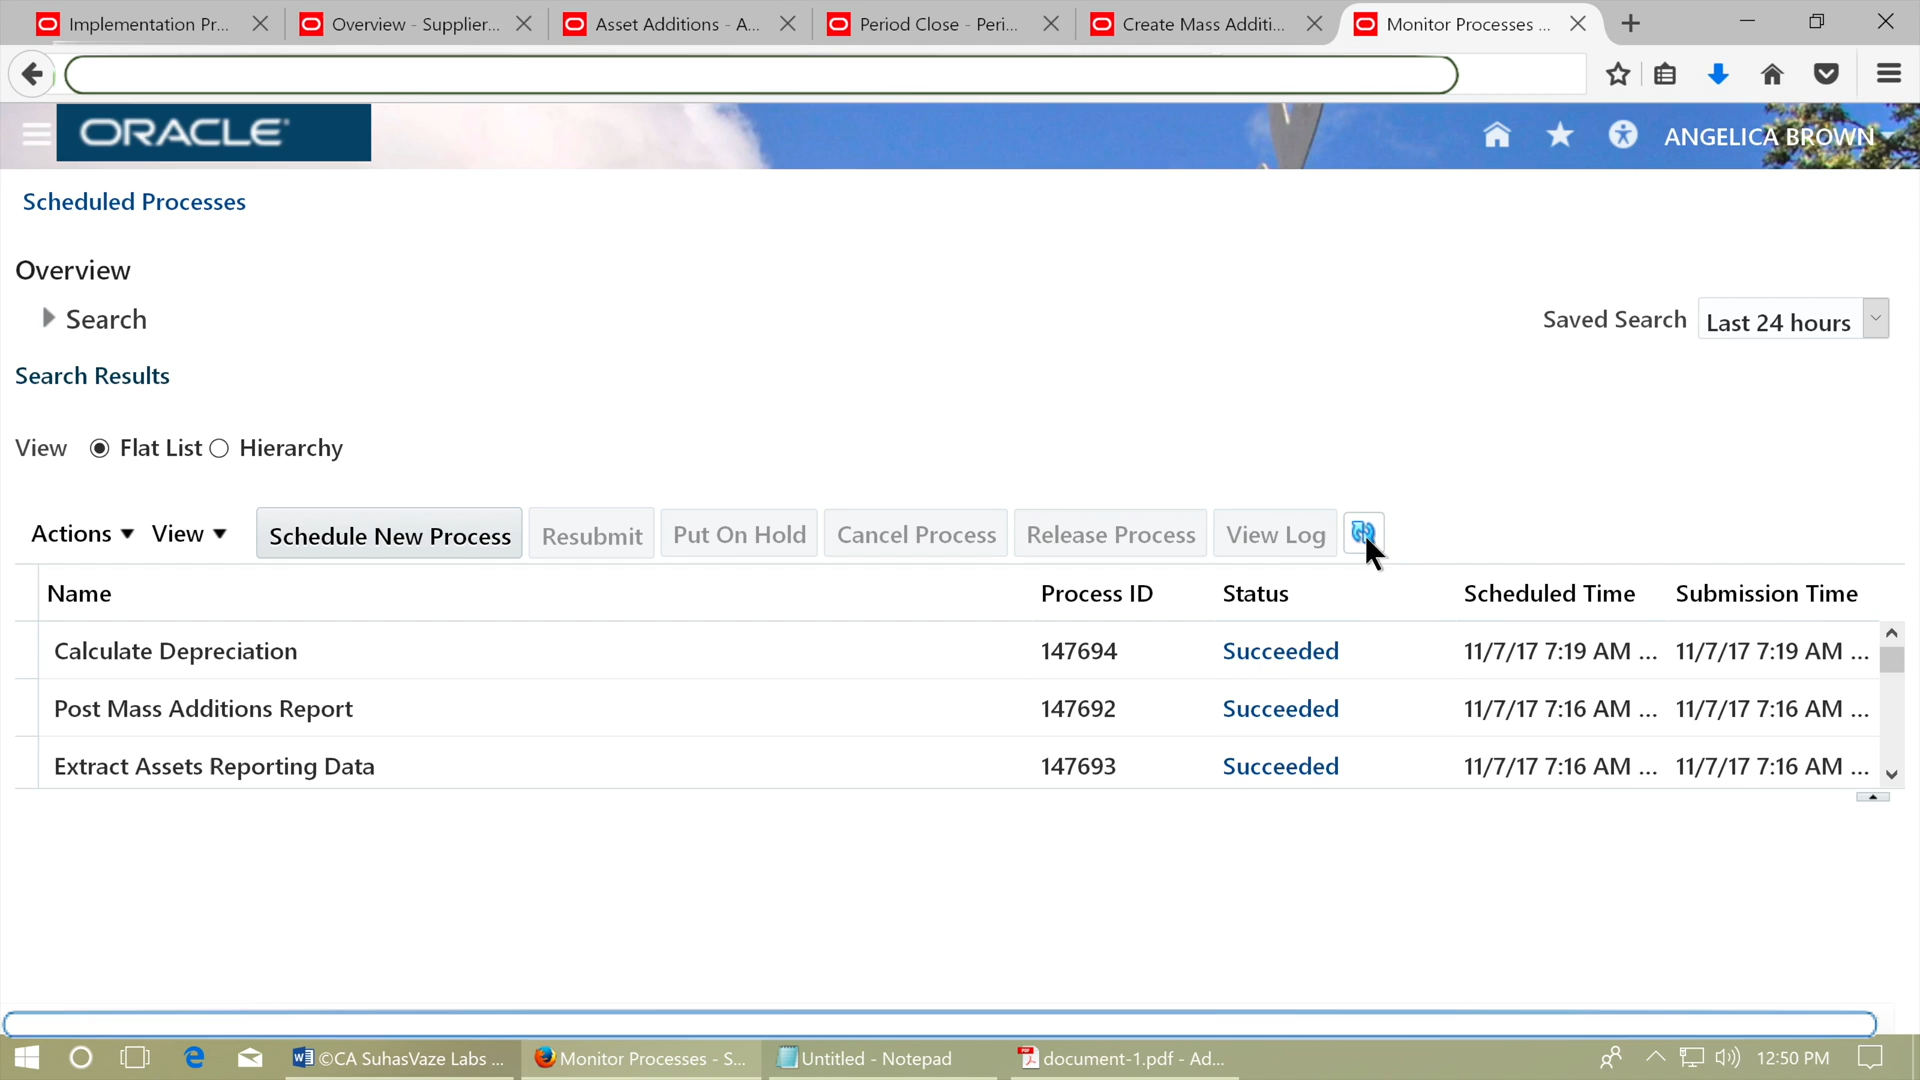 Implementation Pr...
Overview - Supplier...
Asset Additions - A...
Period Close - Peri...
Create Mass Additi...
Monitor Processes ...
ORACLE
ANGELICA BROWN
Scheduled Processes
Overview
Search
Saved Search Last 24 hours
Search Results
View Flat List Hierarchy
Actions View Schedule New Process Resubmit Put On Hold Cancel Process Release Process View Log
Name Process ID Status Scheduled Time Submission Time
Calculate Depreciation 147694 Succeeded 11/7/17 7:19 AM ... 11/7/17 7:19 AM ...
Post Mass Additions Report 147692 Succeeded 11/7/17 7:16 AM ... 11/7/17 7:16 AM ...
Extract Assets Reporting Data 147693 Succeeded 11/7/17 7:16 AM ... 11/7/17 7:16 AM ...
©CA SuhasVaze Labs ... Monitor Processes - S... Untitled - Notepad document-1.pdf - Ad... 12:50 PM